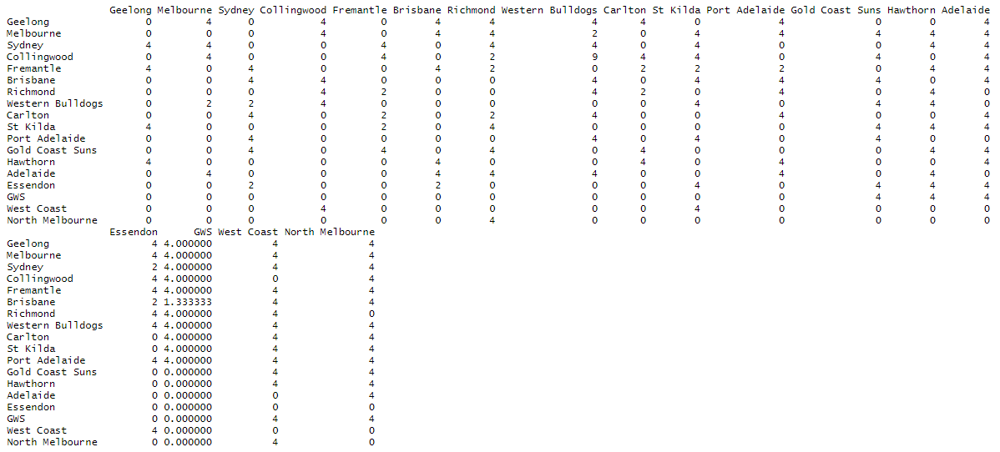 Geelong Melbourne Sydney Collingwood Fremantle Brisbane Richmond Western Bulldogs Carlton St Kilda Port Adelaide Gold Coast Suns Hawthorn Adelaide
Geelong 0 4 0 4 0 4 4 4 4 0 4 0 0 4
Melbourne 0 0 0 4 0 4 4 2 0 4 4 4 4 4
Sydney 4 4 0 0 4 0 4 4 0 4 0 4 0 4
Collingwood 0 4 0 0 4 0 2 9 4 4 0 4 0 4
Fremantle 4 0 4 0 0 4 2 0 2 2 2 0 4 4
Brisbane 0 0 4 4 0 0 0 4 0 4 4 4 0 4
Richmond 0 0 0 4 2 0 0 4 2 0 4 0 4 0
Western Bulldogs 0 2 2 4 0 0 0 0 0 4 0 4 4 0
Carlton 0 0 4 0 2 0 2 4 0 0 4 0 0 4
St Kilda 4 0 0 0 2 0 4 0 0 0 0 4 4 4
Port Adelaide 0 0 4 0 0 0 0 4 0 4 0 4 0 0
Gold Coast Suns 0 0 4 0 4 0 4 0 4 0 0 0 4 4
Hawthorn 4 0 0 0 0 4 0 0 4 0 4 0 0 4
Adelaide 0 4 0 0 0 4 4 4 0 0 4 0 4 0
Essendon 0 0 2 0 0 2 0 0 0 4 0 4 4 4
GWS 0 0 0 0 0 0 0 0 0 0 0 4 4 4
West Coast 0 0 0 4 0 0 0 0 0 4 0 0 0 0
North Melbourne 0 0 0 0 0 0 4 0 0 0 0 0 0 0
Essendon GWS West Coast North Melbourne
Geelong 4 4.000000 4 4
Melbourne 4 4.000000 4 4
Sydney 2 4.000000 4 4
Collingwood 4 4.000000 0 4
Fremantle 4 4.000000 4 4
Brisbane 2 1.333333 4 4
Richmond 4 4.000000 4 0
Western Bulldogs 4 4.000000 4 4
Carlton 0 4.000000 4 4
St Kilda 0 4.000000 4 4
Port Adelaide 4 4.000000 4 4
Gold Coast Suns 0 0.000000 4 4
Hawthorn 0 0.000000 4 4
Adelaide 0 0.000000 0 4
Essendon 0 0.000000 0 0
GWS 0 0.000000 4 4
West Coast 4 0.000000 0 0
North Melbourne 0 0.000000 4 0